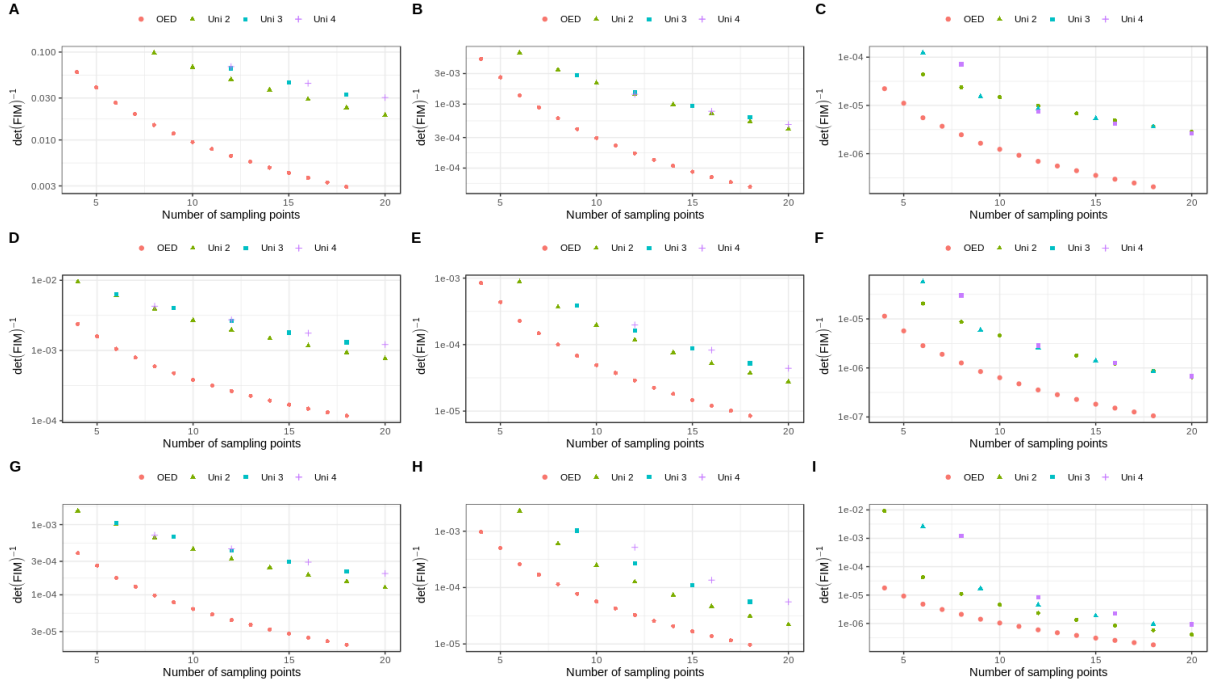 A
OED Uni 2 Uni 3 Uni 4
0.100
0.030
0.010
0.003
det(FIM)⁻¹
5 10 15 20
Number of sampling points
B
OED Uni 2 Uni 3 Uni 4
3e-03
1e-03
3e-04
1e-04
det(FIM)⁻¹
5 10 15 20
Number of sampling points
C
OED Uni 2 Uni 3 Uni 4
1e-04
1e-05
1e-06
det(FIM)⁻¹
5 10 15 20
Number of sampling points
D
OED Uni 2 Uni 3 Uni 4
1e-02
1e-03
1e-04
det(FIM)⁻¹
5 10 15 20
Number of sampling points
E
OED Uni 2 Uni 3 Uni 4
1e-03
1e-04
1e-05
det(FIM)⁻¹
5 10 15 20
Number of sampling points
F
OED Uni 2 Uni 3 Uni 4
1e-05
1e-06
1e-07
det(FIM)⁻¹
5 10 15 20
Number of sampling points
G
OED Uni 2 Uni 3 Uni 4
1e-03
3e-04
1e-04
3e-05
det(FIM)⁻¹
5 10 15 20
Number of sampling points
H
OED Uni 2 Uni 3 Uni 4
1e-03
1e-04
1e-05
det(FIM)⁻¹
5 10 15 20
Number of sampling points
I
OED Uni 2 Uni 3 Uni 4
1e-02
1e-03
1e-04
1e-05
1e-06
det(FIM)⁻¹
5 10 15 20
Number of sampling points